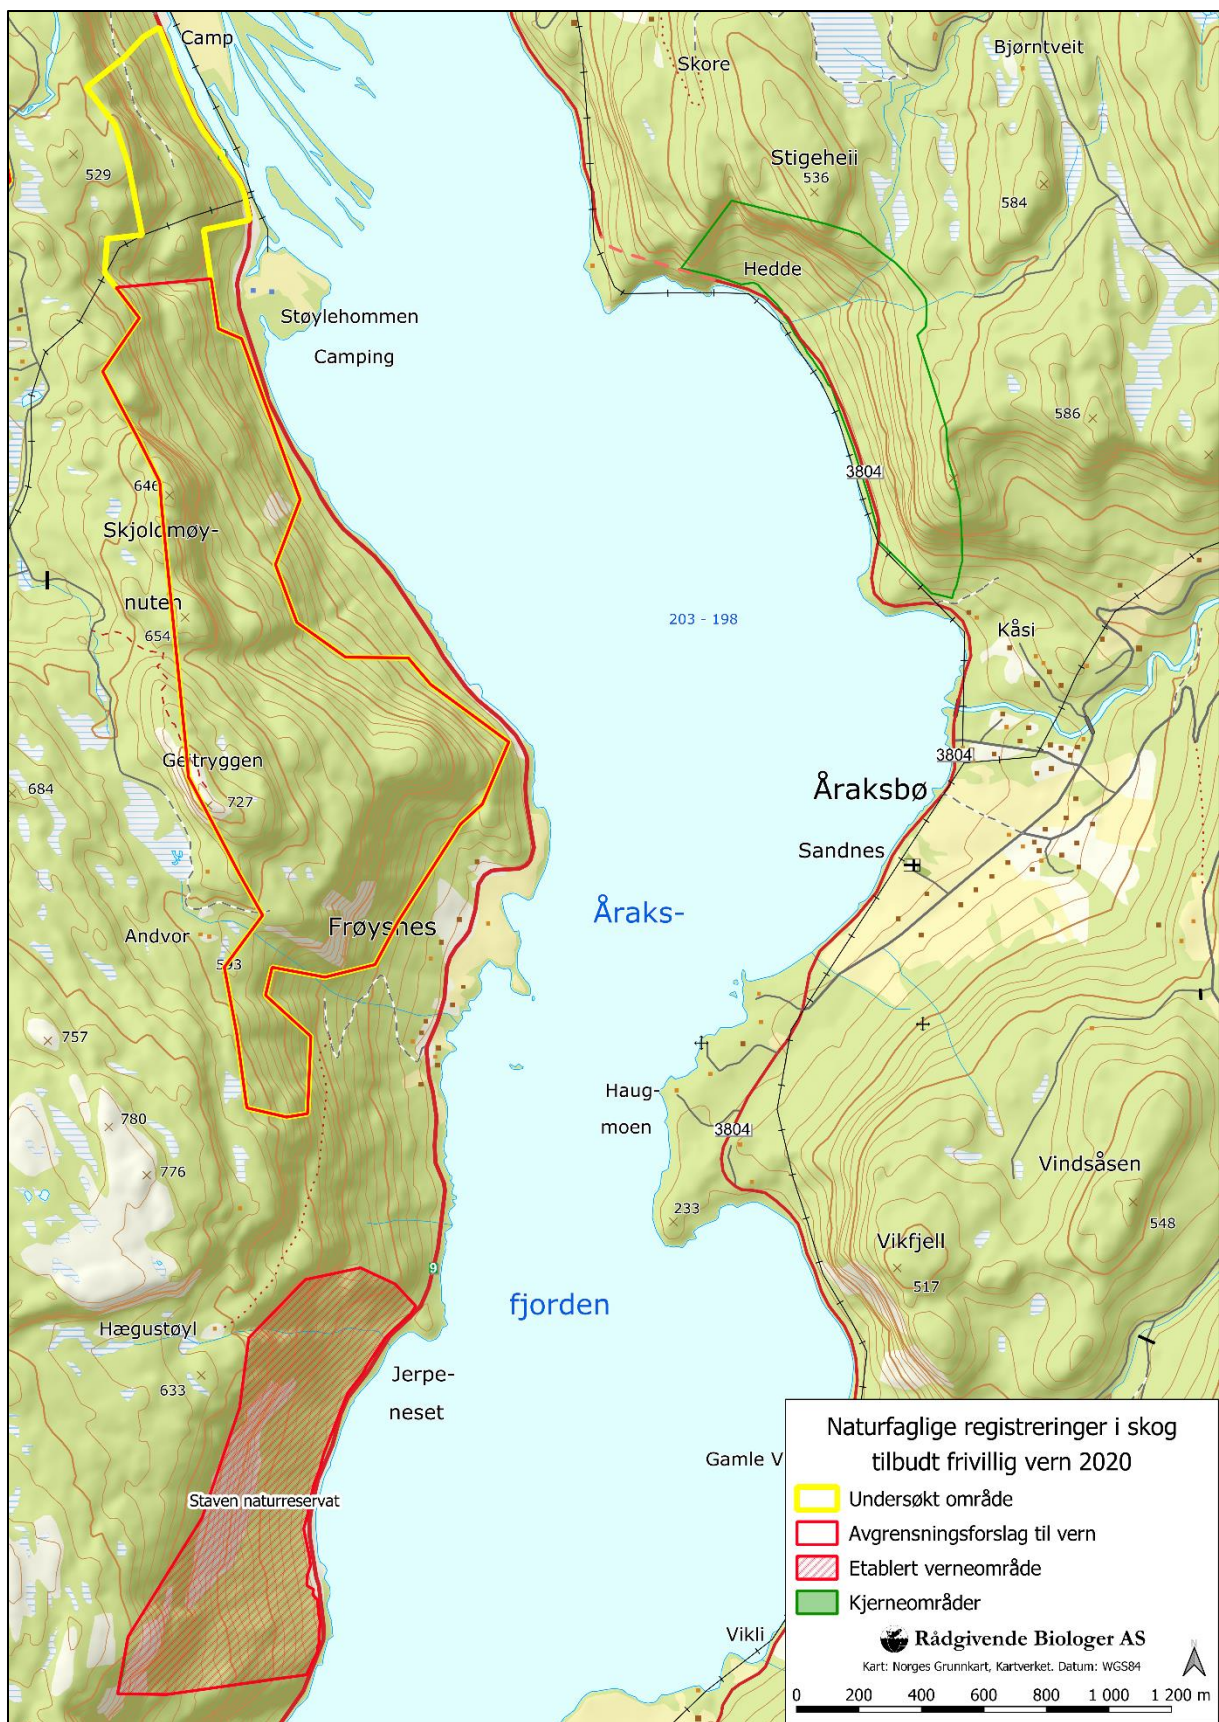 Camp
Skore
Bjørntveit
Stigeheii
536
529
584
Hedde
Støylehommen
Camping
586
3804
646
Skjoldmøy-
nuten
654
203 - 198
Kåsi
Geitryggen
727
684
3804
Åraksbø
Sandnes
Åraks-
Frøysnes
Andvor
593
757
780
776
Haug-
moen
3804
Vindsåsen
548
233
Vikfjell
517
9
fjorden
Hægustøyl
633
Jerpe-
neset
Gamle V
Staven naturreservat
Vikli
Naturfaglige registreringer i skog
tilbudt frivillig vern 2020
Undersøkt område
Avgrensningsforslag til vern
Etablert verneområde
Kjerneområder
Rådgivende Biologer AS
Kart: Norges Grunnkart, Kartverket. Datum: WGS84
N
0 200 400 600 800 1 000 1 200 m